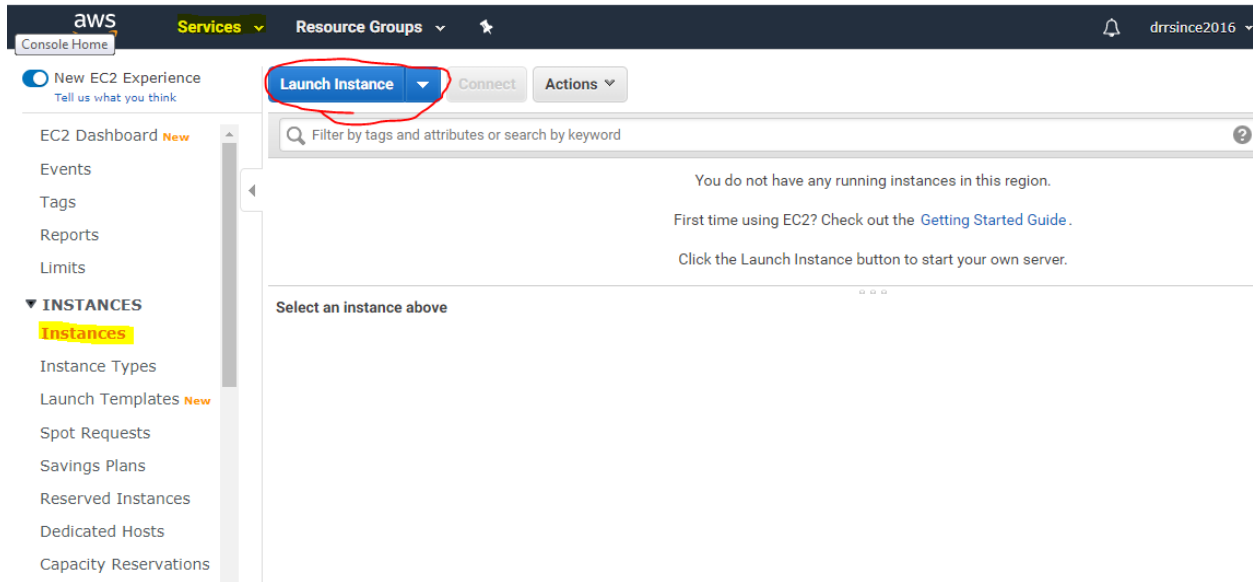 aws Services Resource Groups drrsince2016
Console Home
New EC2 Experience
Tell us what you think
Launch Instance Connect Actions
EC2 Dashboard New
Filter by tags and attributes or search by keyword
Events
Tags
Reports
Limits
You do not have any running instances in this region.
First time using EC2? Check out the Getting Started Guide.
Click the Launch Instance button to start your own server.
INSTANCES
Instances
Instance Types
Launch Templates New
Spot Requests
Savings Plans
Reserved Instances
Dedicated Hosts
Capacity Reservations
Select an instance above